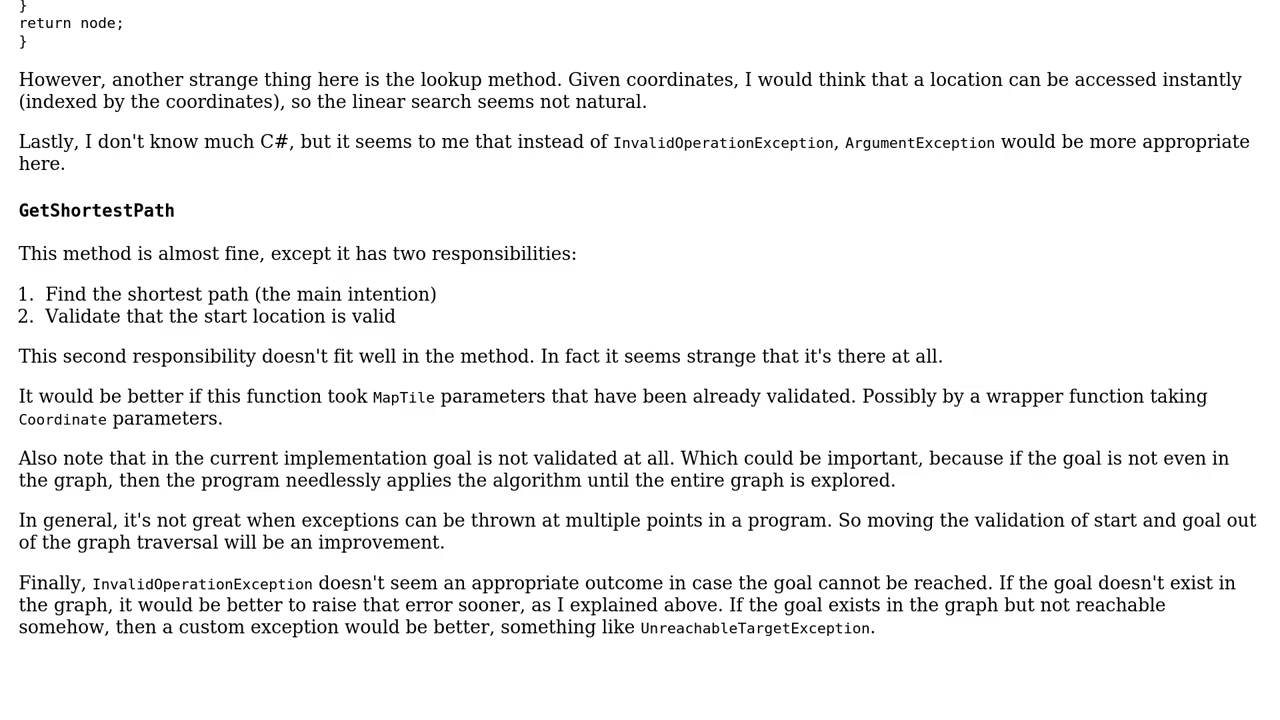 }
return node;
}
However, another strange thing here is the lookup method. Given coordinates, I would think that a location can be accessed instantly
(indexed by the coordinates), so the linear search seems not natural.
Lastly, I don't know much C#, but it seems to me that instead of InvalidOperationException, ArgumentException would be more appropriate
here.
GetShortestPath
This method is almost fine, except it has two responsibilities:
1. Find the shortest path (the main intention)
2. Validate that the start location is valid
This second responsibility doesn't fit well in the method. In fact it seems strange that it's there at all.
It would be better if this function took MapTile parameters that have been already validated. Possibly by a wrapper function taking
Coordinate parameters.
Also note that in the current implementation goal is not validated at all. Which could be important, because if the goal is not even in
the graph, then the program needlessly applies the algorithm until the entire graph is explored.
In general, it's not great when exceptions can be thrown at multiple points in a program. So moving the validation of start and goal out
of the graph traversal will be an improvement.
Finally, InvalidOperationException doesn't seem an appropriate outcome in case the goal cannot be reached. If the goal doesn't exist in
the graph, it would be better to raise that error sooner, as I explained above. If the goal exists in the graph but not reachable
somehow, then a custom exception would be better, something like UnreachableTargetException.